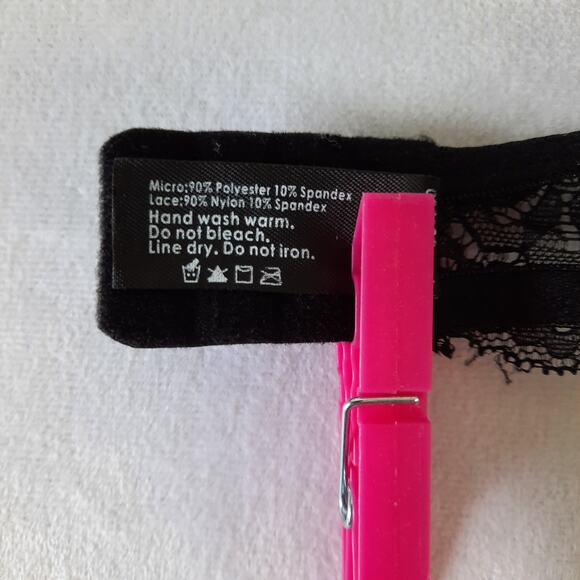 Micro:90% Polyester 10% Spandex
Lace:90% Nylon 10% Spandex
Hand wash warm.
Do not bleach.
Line dry. Do not iron.